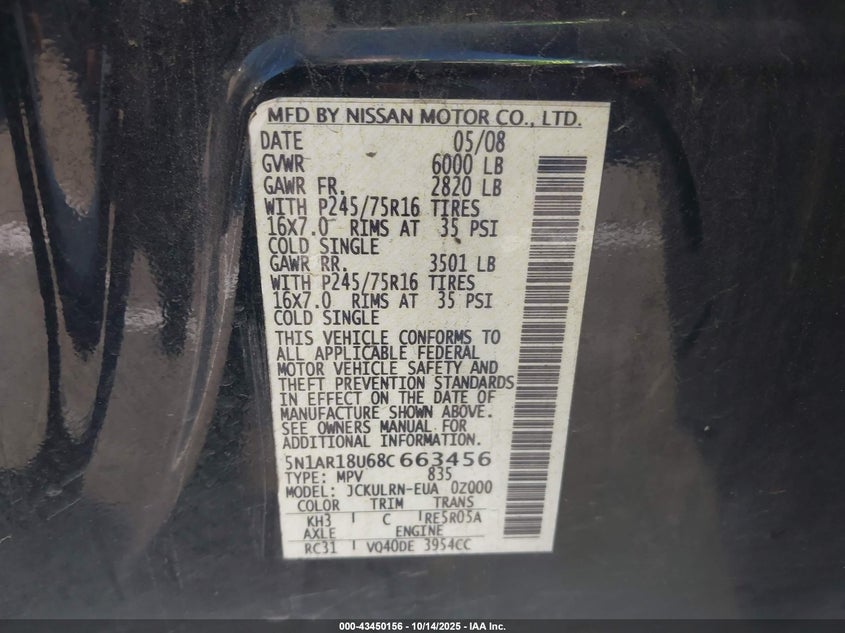 MFD BY NISSAN MOTOR CO., LTD.
DATE 05/08
GVWR 6000 LB
GAWR FR. 2820 LB
WITH P245/75R16 TIRES
16X7.0 RIMS AT 35 PSI
COLD SINGLE
GAWR RR. 3501 LB
WITH P245/75R16 TIRES
16X7.0 RIMS AT 35 PSI
COLD SINGLE
THIS VEHICLE CONFORMS TO
ALL APPLICABLE FEDERAL
MOTOR VEHICLE SAFETY AND
THEFT PREVENTION STANDARDS
IN EFFECT ON THE DATE OF
MANUFACTURE SHOWN ABOVE.
SEE OWNERS MANUAL FOR
ADDITIONAL SETTING
5N1AR18U68C 663456
TYPE: MPV 835
MODEL: JCKULRN-EUA 0Z000
COLOR TRIM TRANS
KH3 C RE5R05A
AXLE ENGINE
RC31 VQ40DE 3954CC
000-43450156 - 10/14/2025 - IAA Inc.